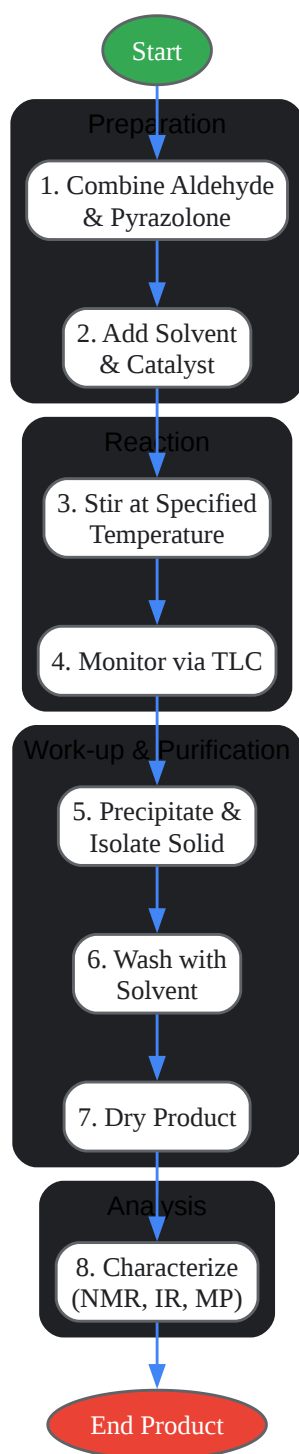 Start
Preparation
1. Combine Aldehyde
& Pyrazolone
2. Add Solvent
& Catalyst
Reaction
3. Stir at Specified
Temperature
4. Monitor via TLC
Work-up & Purification
5. Precipitate &
Isolate Solid
6. Wash with
Solvent
7. Dry Product
Analysis
8. Characterize
(NMR, IR, MP)
End Product